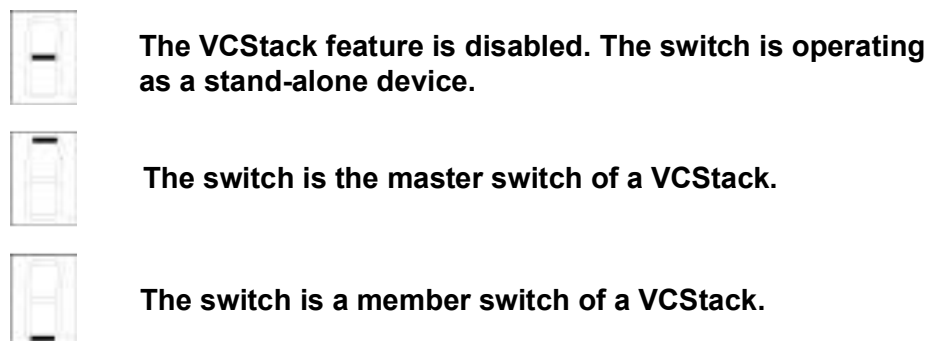 The VCStack feature is disabled. The switch is operating
as a stand-alone device.
The switch is the master switch of a VCStack.
The switch is a member switch of a VCStack.